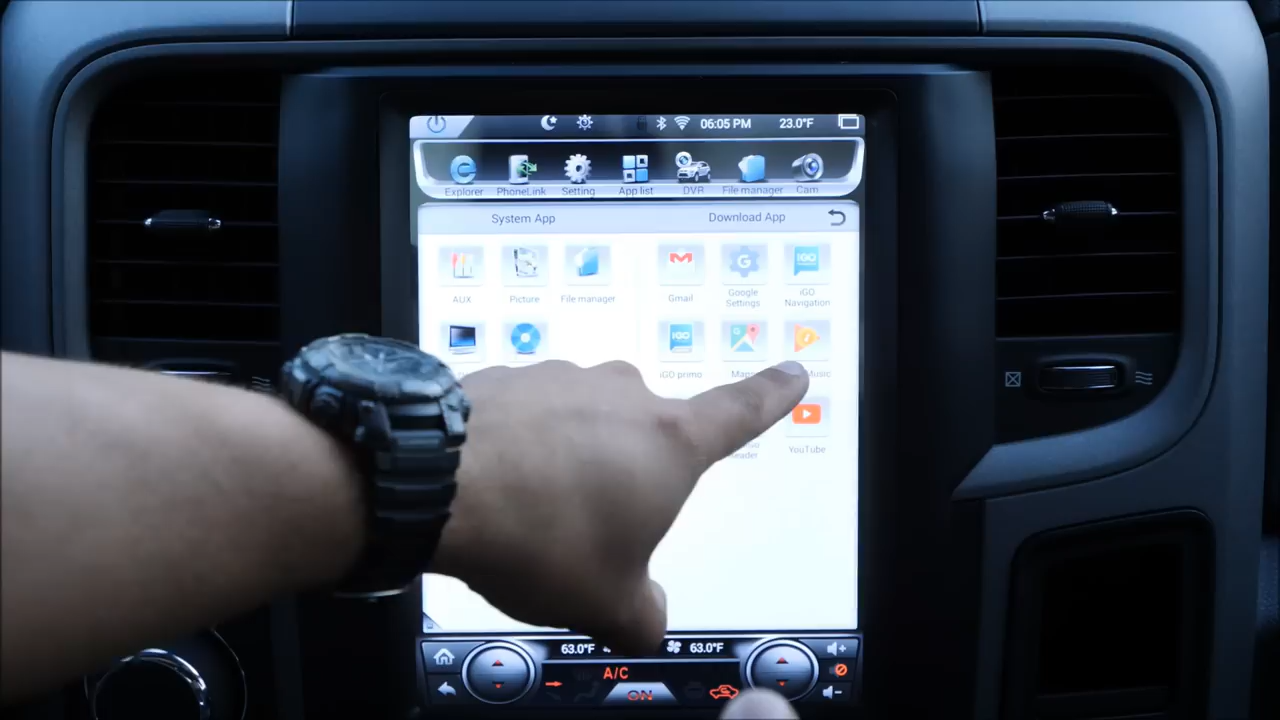 06:05 PM 23.0°F
Explorer PhoneLink Setting App list DVR File manager Cam
System App Download App
AUX Picture File manager Gmail Google Settings iGO Navigation
iGO primo Music
YouTube
63.0°F 63.0°F
A/C
ON